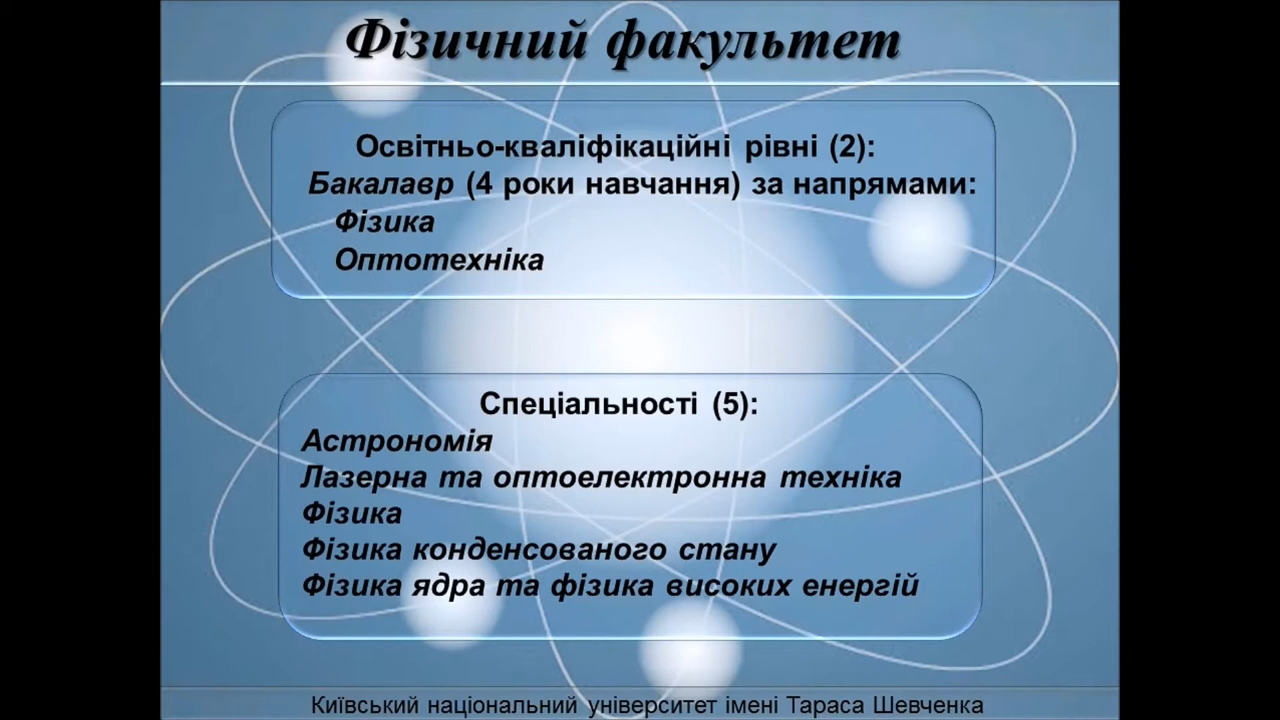 Фізичний факультет
Освітньо-кваліфікаційні рівні (2):
Бакалавр (4 роки навчання) за напрямами:
Фізика
Оптотехніка
Спеціальності (5):
Астрономія
Лазерна та оптоелектронна техніка
Фізика
Фізика конденсованого стану
Фізика ядра та фізика високих енергій
Київський національний університет імені Тараса Шевченка